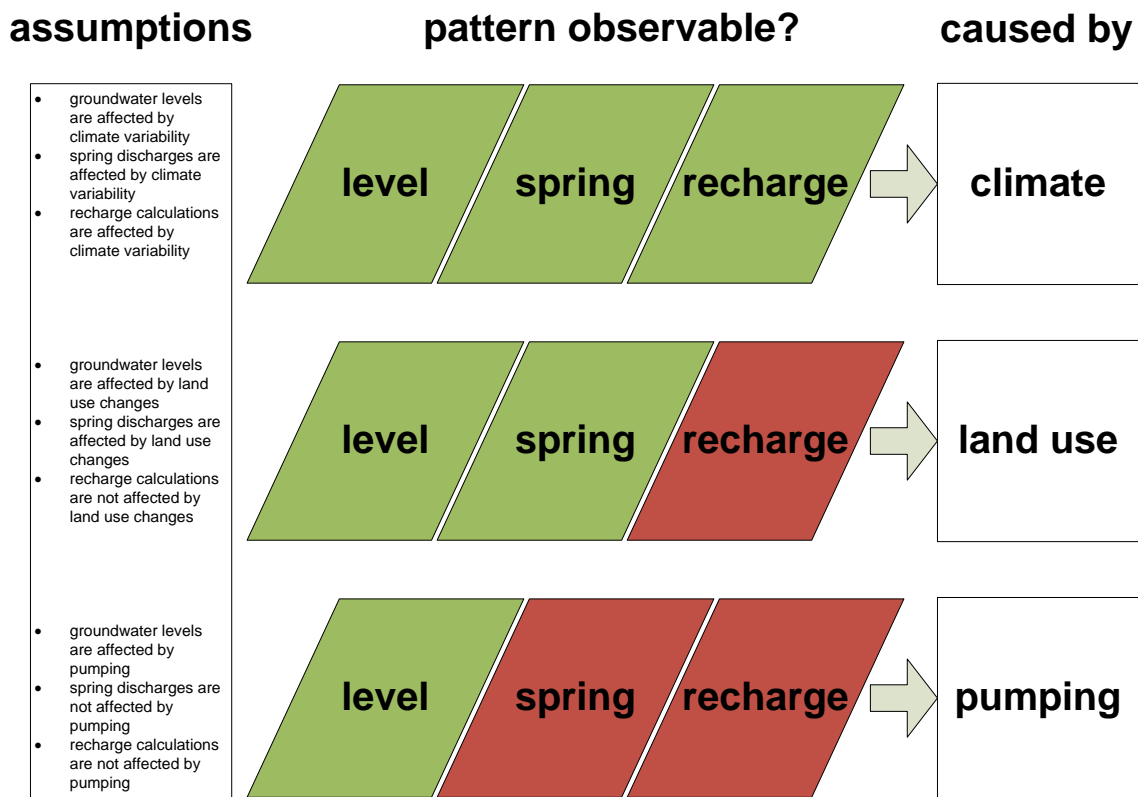 assumptions pattern observable? caused by
• groundwater levels
are affected by
climate variability
• spring discharges are
affected by climate
variability
• recharge calculations
are affected by
climate variability
level spring recharge climate
• groundwater levels
are affected by land
use changes
• spring discharges are
affected by land use
changes
• recharge calculations
are not affected by
land use changes
level spring recharge land use
• groundwater levels
are affected by
pumping
• spring discharges are
not affected by
pumping
• recharge calculations
are not affected by
pumping
level spring recharge pumping